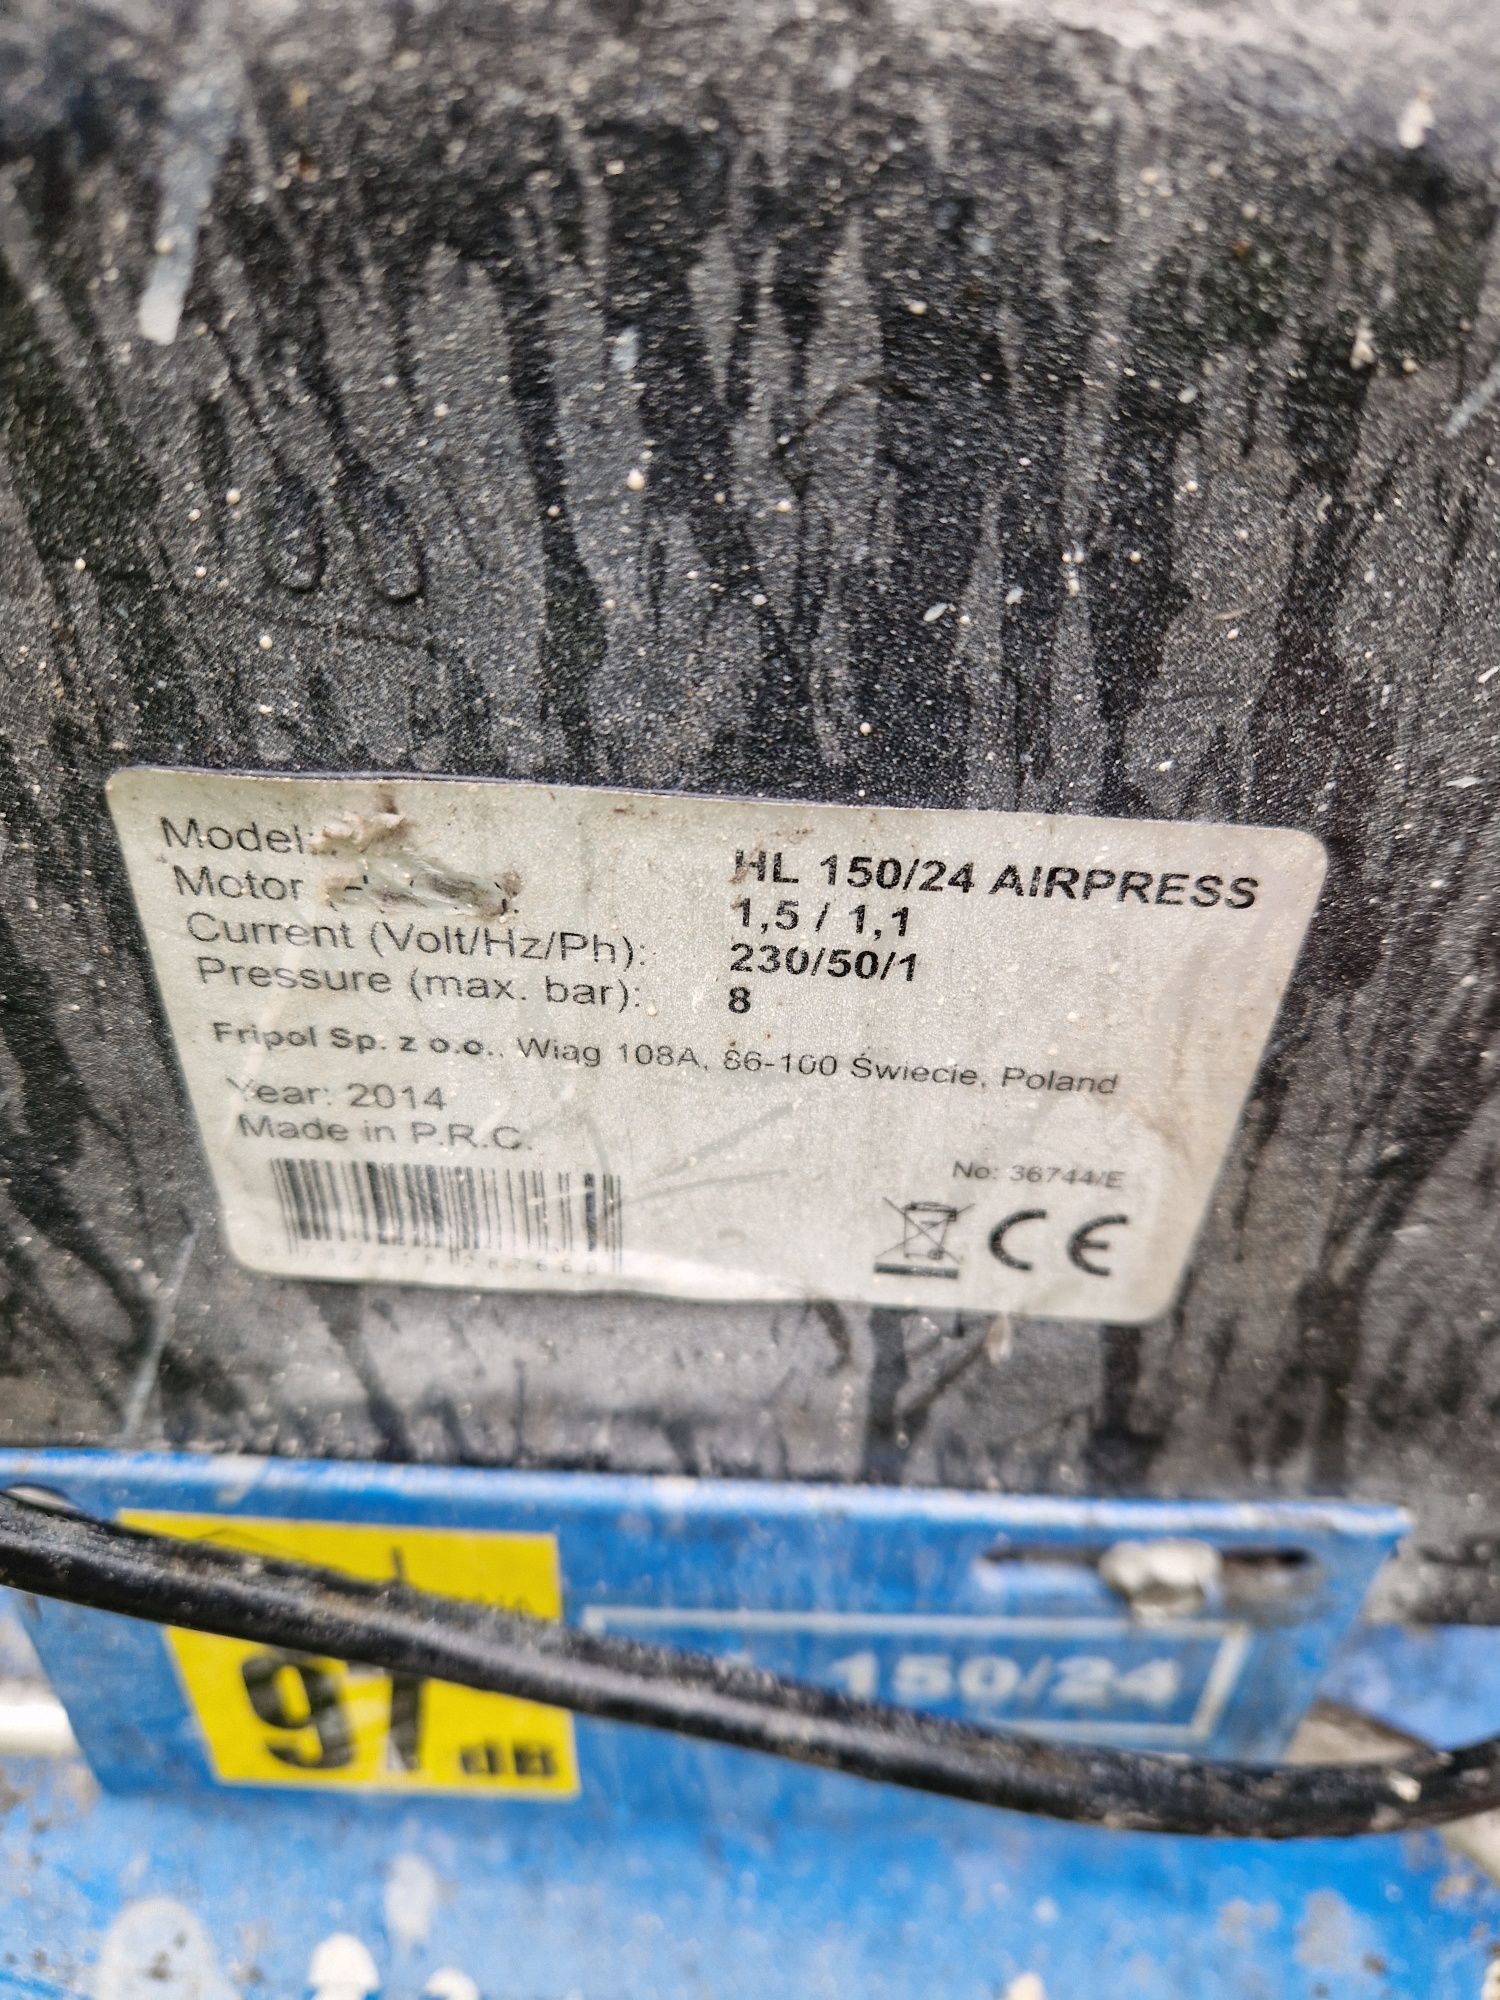 Model: HL 150/24 AIRPRESS
Motor 1,5 / 1,1
Current (Volt/Hz/Ph): 230/50/1
Pressure (max. bar): 8
Fripol Sp. z o.o., Wiąg 108A, 86-100 Świecie, Poland
Year: 2014
Made in P.R.C.
No: 36744/E
CE
97 dB
150/24